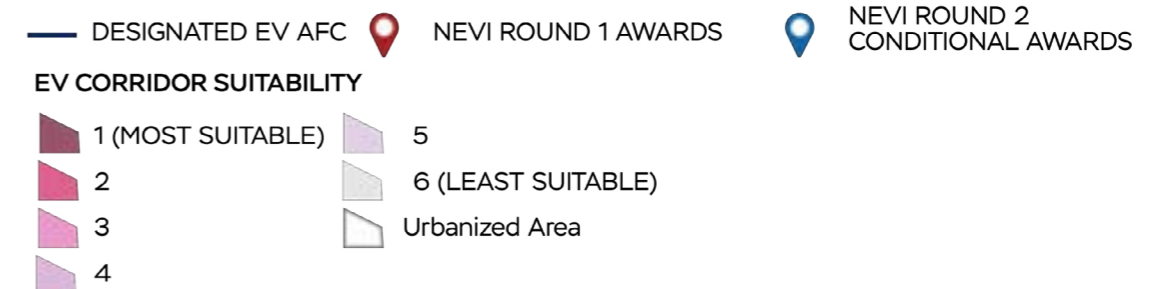 DESIGNATED EV AFC
NEVI ROUND 1 AWARDS
NEVI ROUND 2
CONDITIONAL AWARDS
EV CORRIDOR SUITABILITY
1 (MOST SUITABLE)
2
3
4
5
6 (LEAST SUITABLE)
Urbanized Area